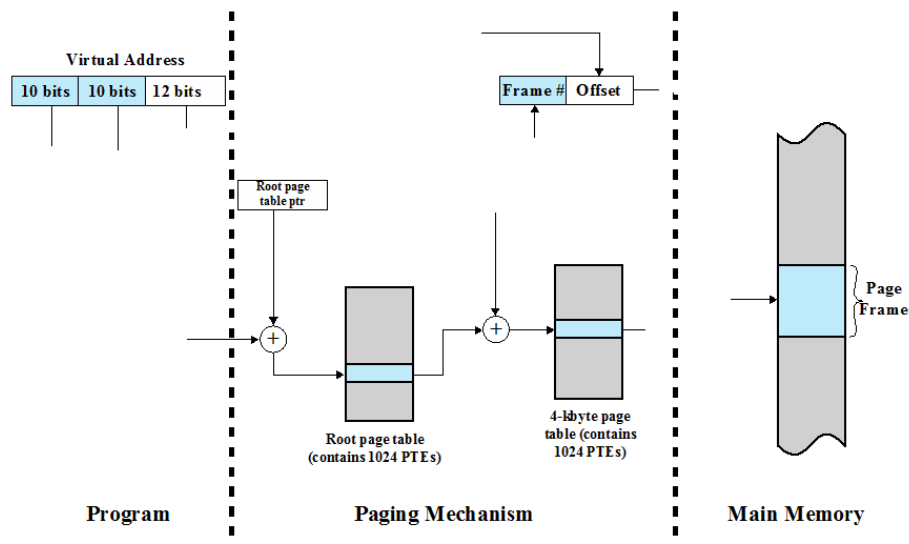 Virtual Address
10 bits 10 bits 12 bits
Frame # Offset
Root page
table ptr
+
+
Page
Frame
Root page table
(contains 1024 PTEs)
4-kbyte page
table (contains
1024 PTEs)
Program
Paging Mechanism
Main Memory